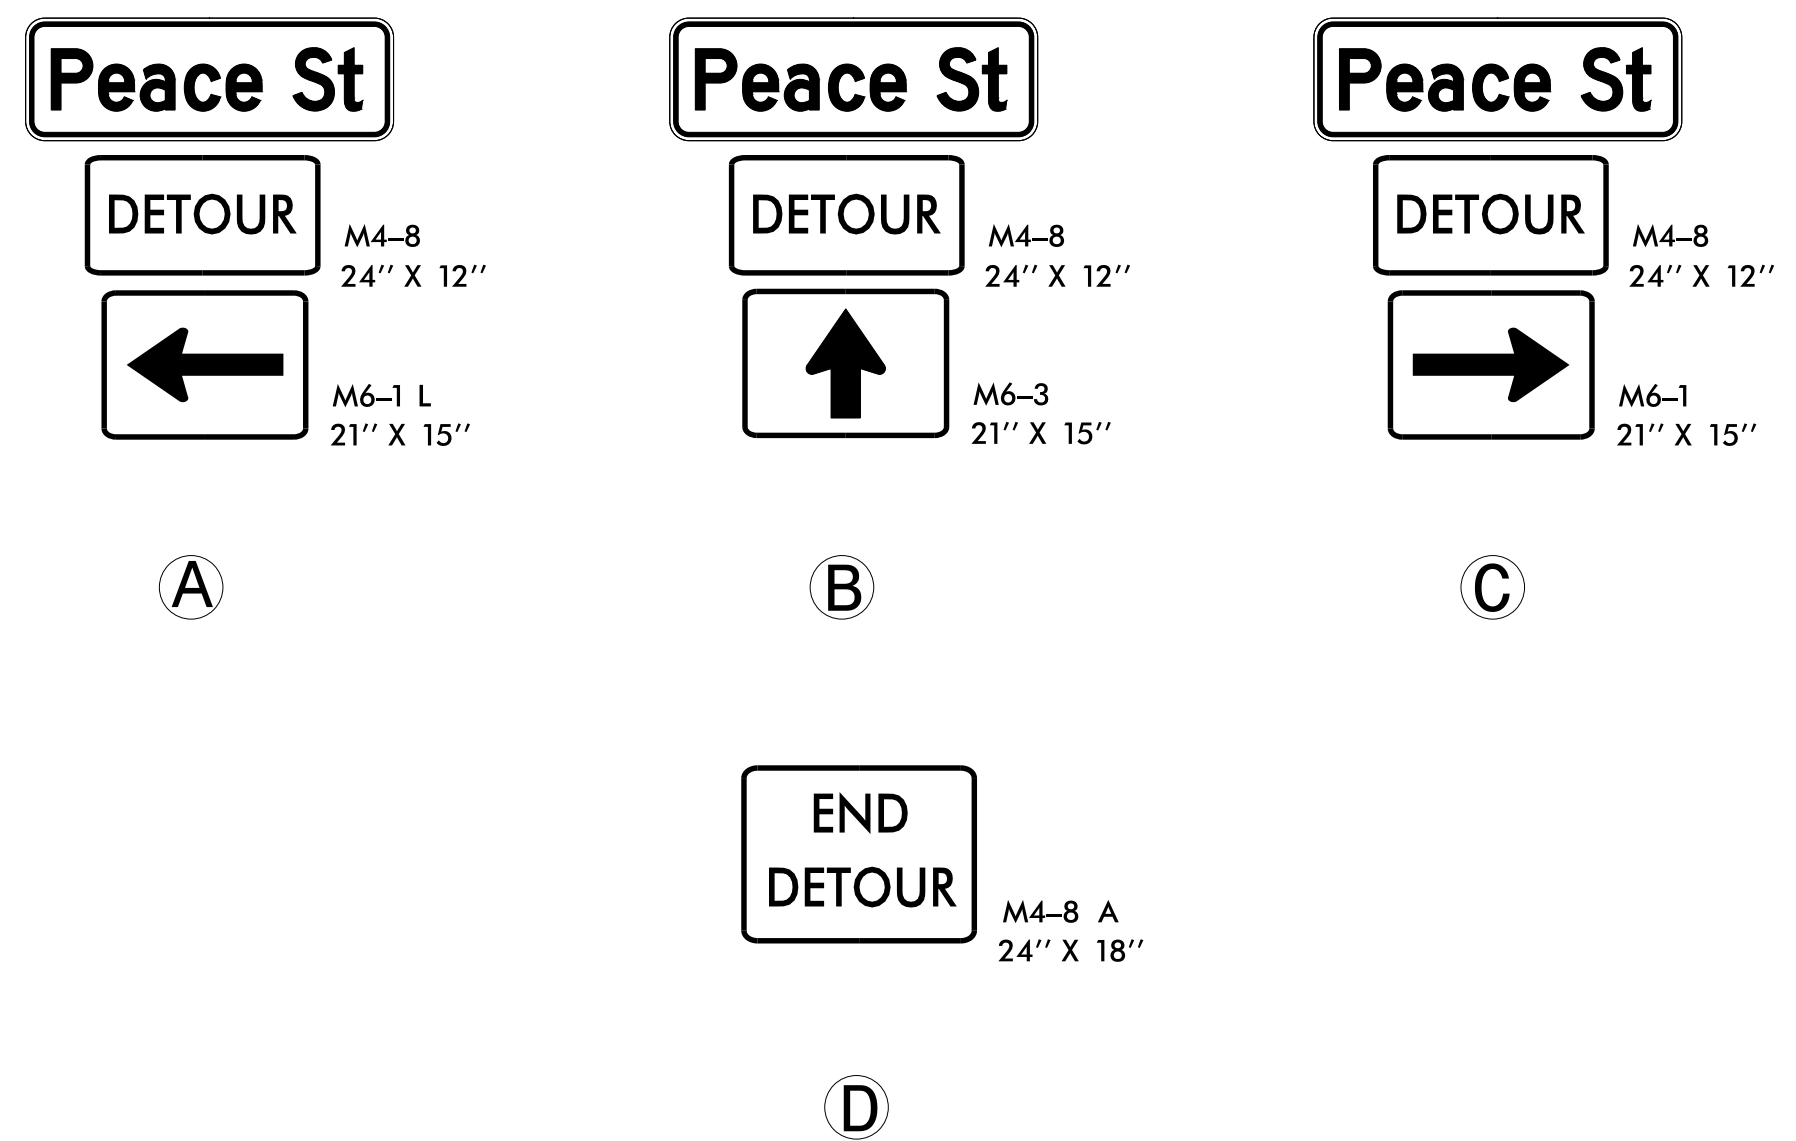 Peace St
DETOUR
M4–8
24'' X 12''
M6–1 L
21'' X 15''
A
Peace St
DETOUR
M4–8
24'' X 12''
M6–3
21'' X 15''
B
Peace St
DETOUR
M4–8
24'' X 12''
M6–1
21'' X 15''
C
END
DETOUR
M4–8 A
24'' X 18''
D